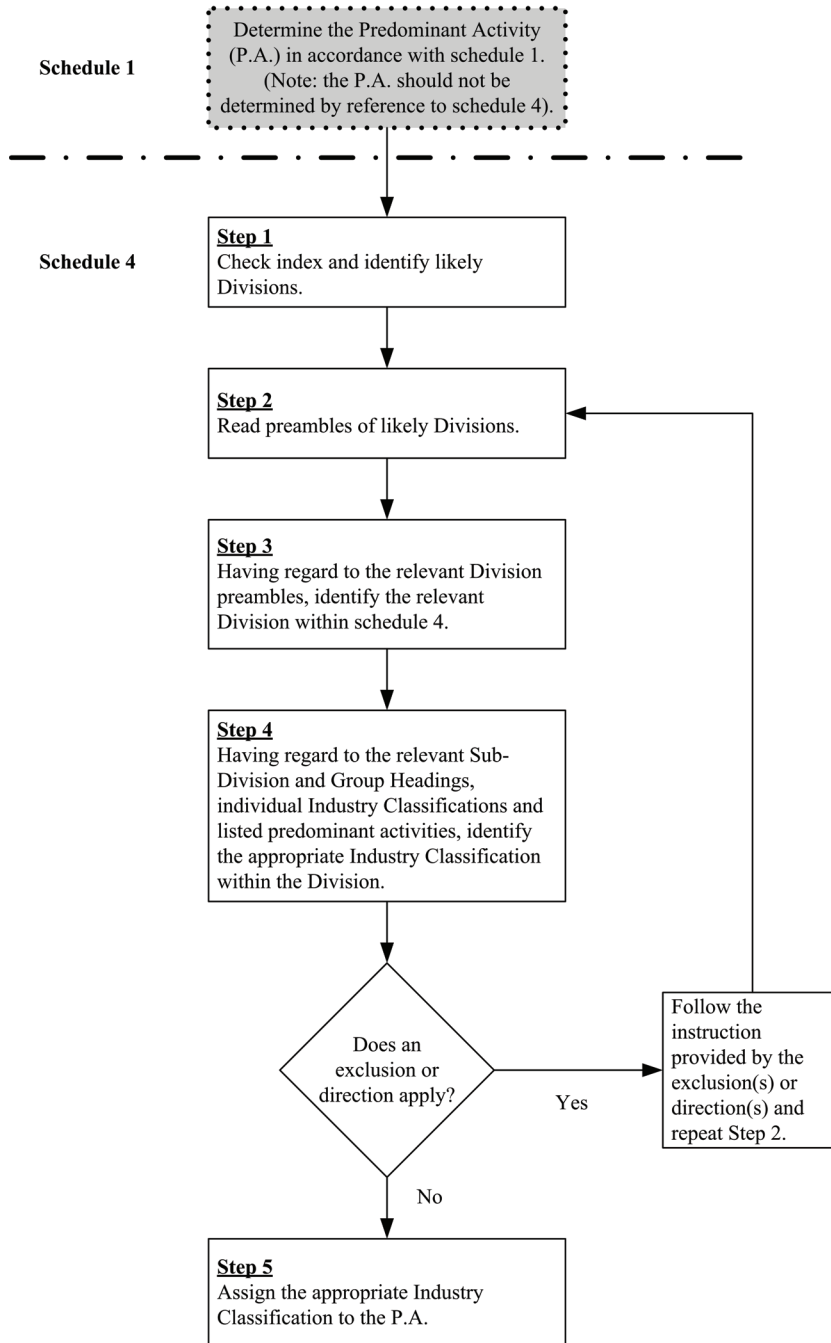 Schedule 1
Determine the Predominant Activity
(P.A.) in accordance with schedule 1.
(Note: the P.A. should not be
determined by reference to schedule 4).
Schedule 4
Step 1
Check index and identify likely
Divisions.
Step 2
Read preambles of likely Divisions.
Step 3
Having regard to the relevant Division
preambles, identify the relevant
Division within schedule 4.
Step 4
Having regard to the relevant Sub-
Division and Group Headings,
individual Industry Classifications and
listed predominant activities, identify
the appropriate Industry Classification
within the Division.
Does an
exclusion or
direction apply?
Yes
Follow the
instruction
provided by the
exclusion(s) or
direction(s) and
repeat Step 2.
No
Step 5
Assign the appropriate Industry
Classification to the P.A.